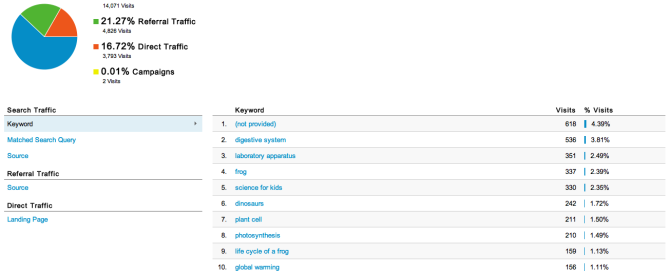 14,071 Visits
21.27% Referral Traffic
4,826 Visits
16.72% Direct Traffic
3,793 Visits
0.01% Campaigns
2 Visits
Search Traffic
Keyword
Matched Search Query
Source
Referral Traffic
Source
Direct Traffic
Landing Page
Keyword Visits % Visits
1. (not provided) 618 4.39%
2. digestive system 536 3.81%
3. laboratory apparatus 351 2.49%
4. frog 337 2.39%
5. science for kids 330 2.35%
6. dinosaurs 242 1.72%
7. plant cell 211 1.50%
8. photosynthesis 210 1.49%
9. life cycle of a frog 159 1.13%
10. global warming 156 1.11%